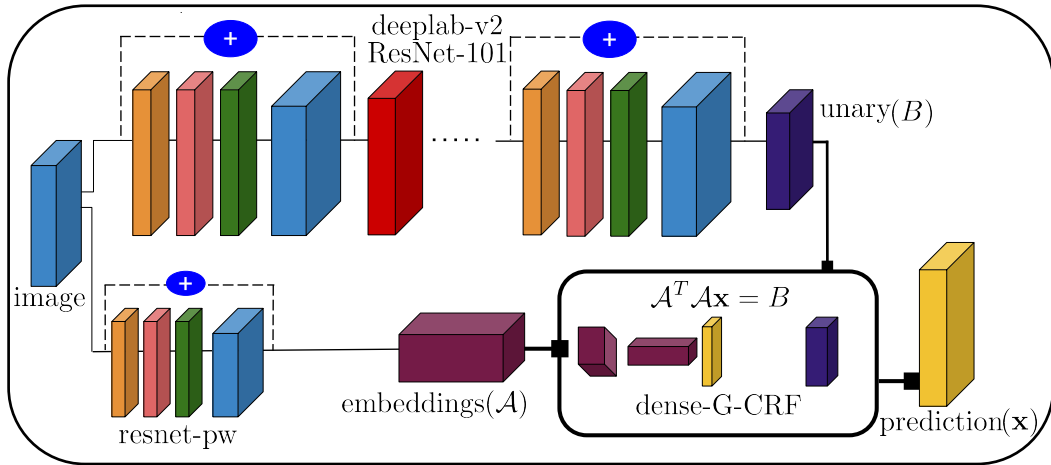 +
+
deeplab-v2
ResNet-101
......
unary(B)
image
+
𝒜ᵀ𝒜𝐱 = B
embeddings(𝒜)
dense-G-CRF
resnet-pw
prediction(𝐱)